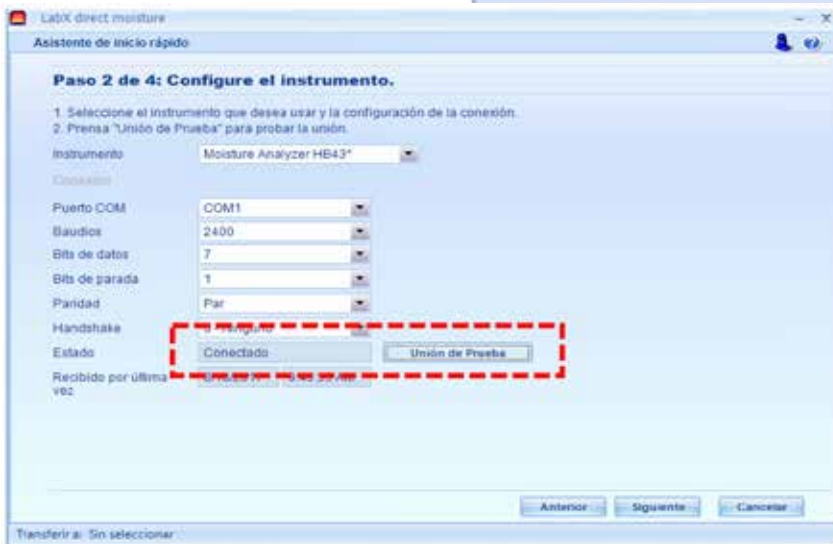 LabX direct moisture
Asistente de inicio rápido
Paso 2 de 4: Configure el instrumento.
1. Seleccione el instrumento que desea usar y la configuración de la conexión.
2. Prensa "Unión de Prueba" para probar la unión.
Instrumento Moisture Analyzer HB43*
Conexión
Puerto COM COM1
Baudios 2400
Bits de datos 7
Bits de parada 1
Paridad Par
Handshake
Estado Conectado Unión de Prueba
Recibido por última
vez
Anterior Siguiente Cancelar
Transferir a: Sin seleccionar